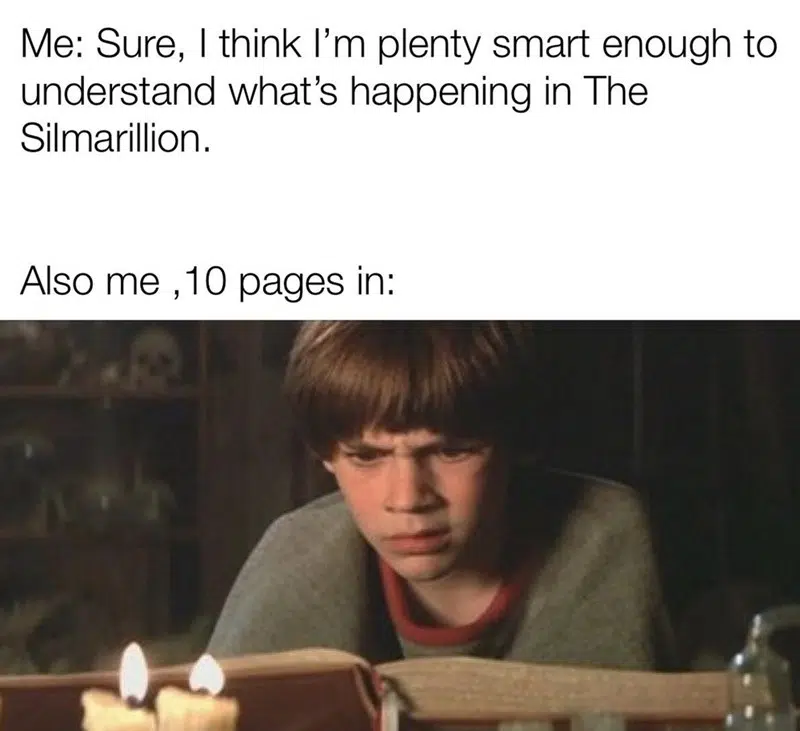 Me: Sure, I think I’m plenty smart enough to
understand what’s happening in The
Silmarillion.
Also me ,10 pages in: